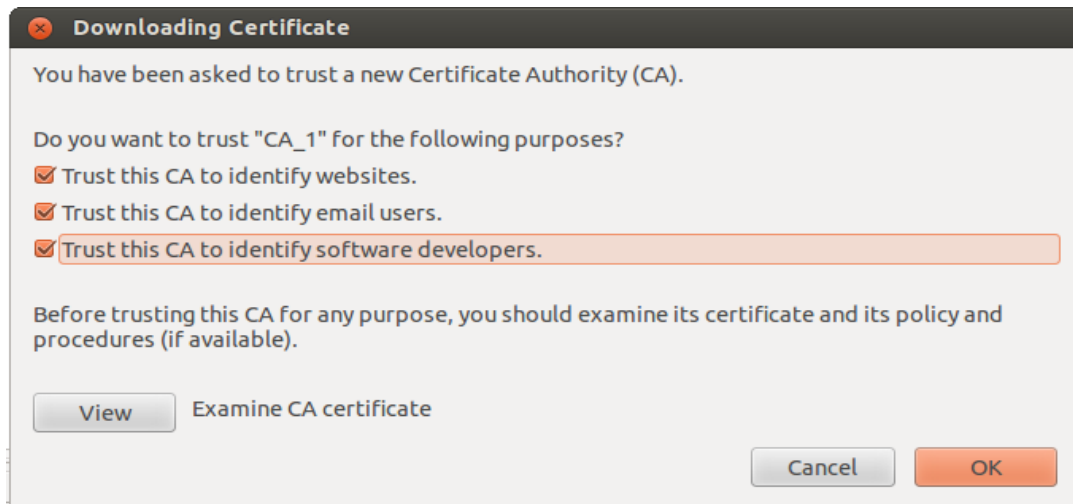 Downloading Certificate
You have been asked to trust a new Certificate Authority (CA).
Do you want to trust "CA_1" for the following purposes?
Trust this CA to identify websites.
Trust this CA to identify email users.
Trust this CA to identify software developers.
Before trusting this CA for any purpose, you should examine its certificate and its policy and
procedures (if available).
View Examine CA certificate
Cancel OK